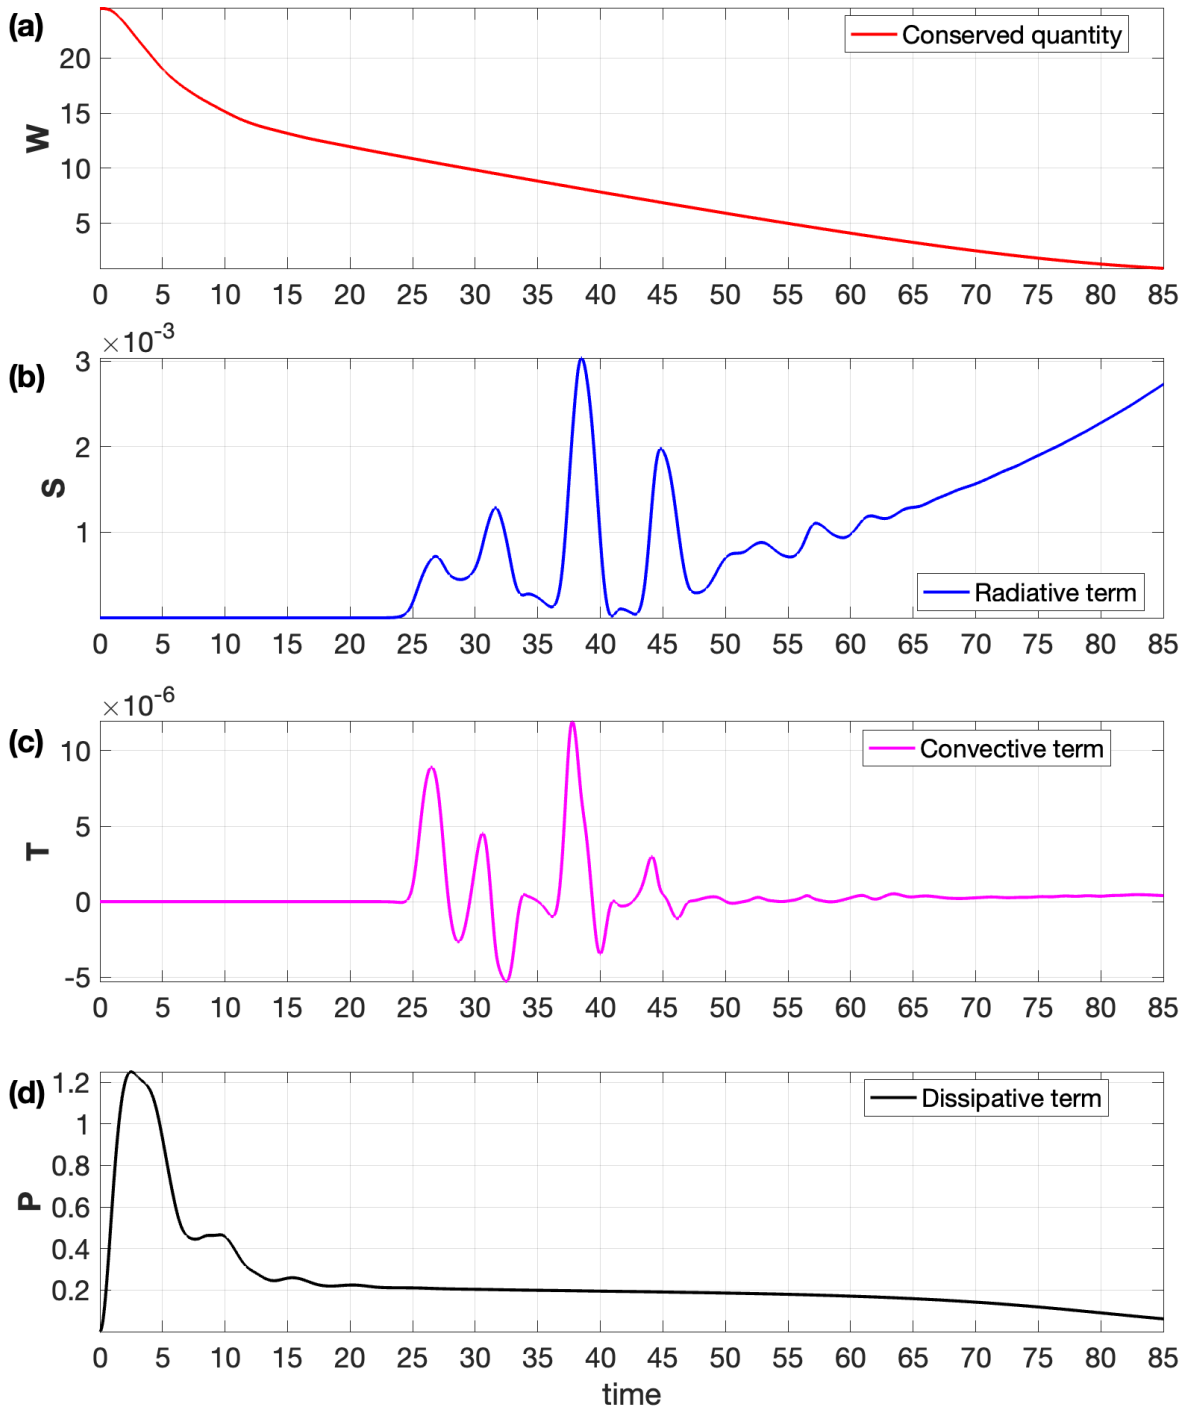 (a)
W
20
15
10
5
Conserved quantity
0 5 10 15 20 25 30 35 40 45 50 55 60 65 70 75 80 85
×10-3
(b)
S
3
2
1
Radiative term
0 5 10 15 20 25 30 35 40 45 50 55 60 65 70 75 80 85
×10-6
(c)
T
10
5
0
-5
Convective term
0 5 10 15 20 25 30 35 40 45 50 55 60 65 70 75 80 85
(d)
P
1.2
1
0.8
0.6
0.4
0.2
Dissipative term
0 5 10 15 20 25 30 35 40 45 50 55 60 65 70 75 80 85
time